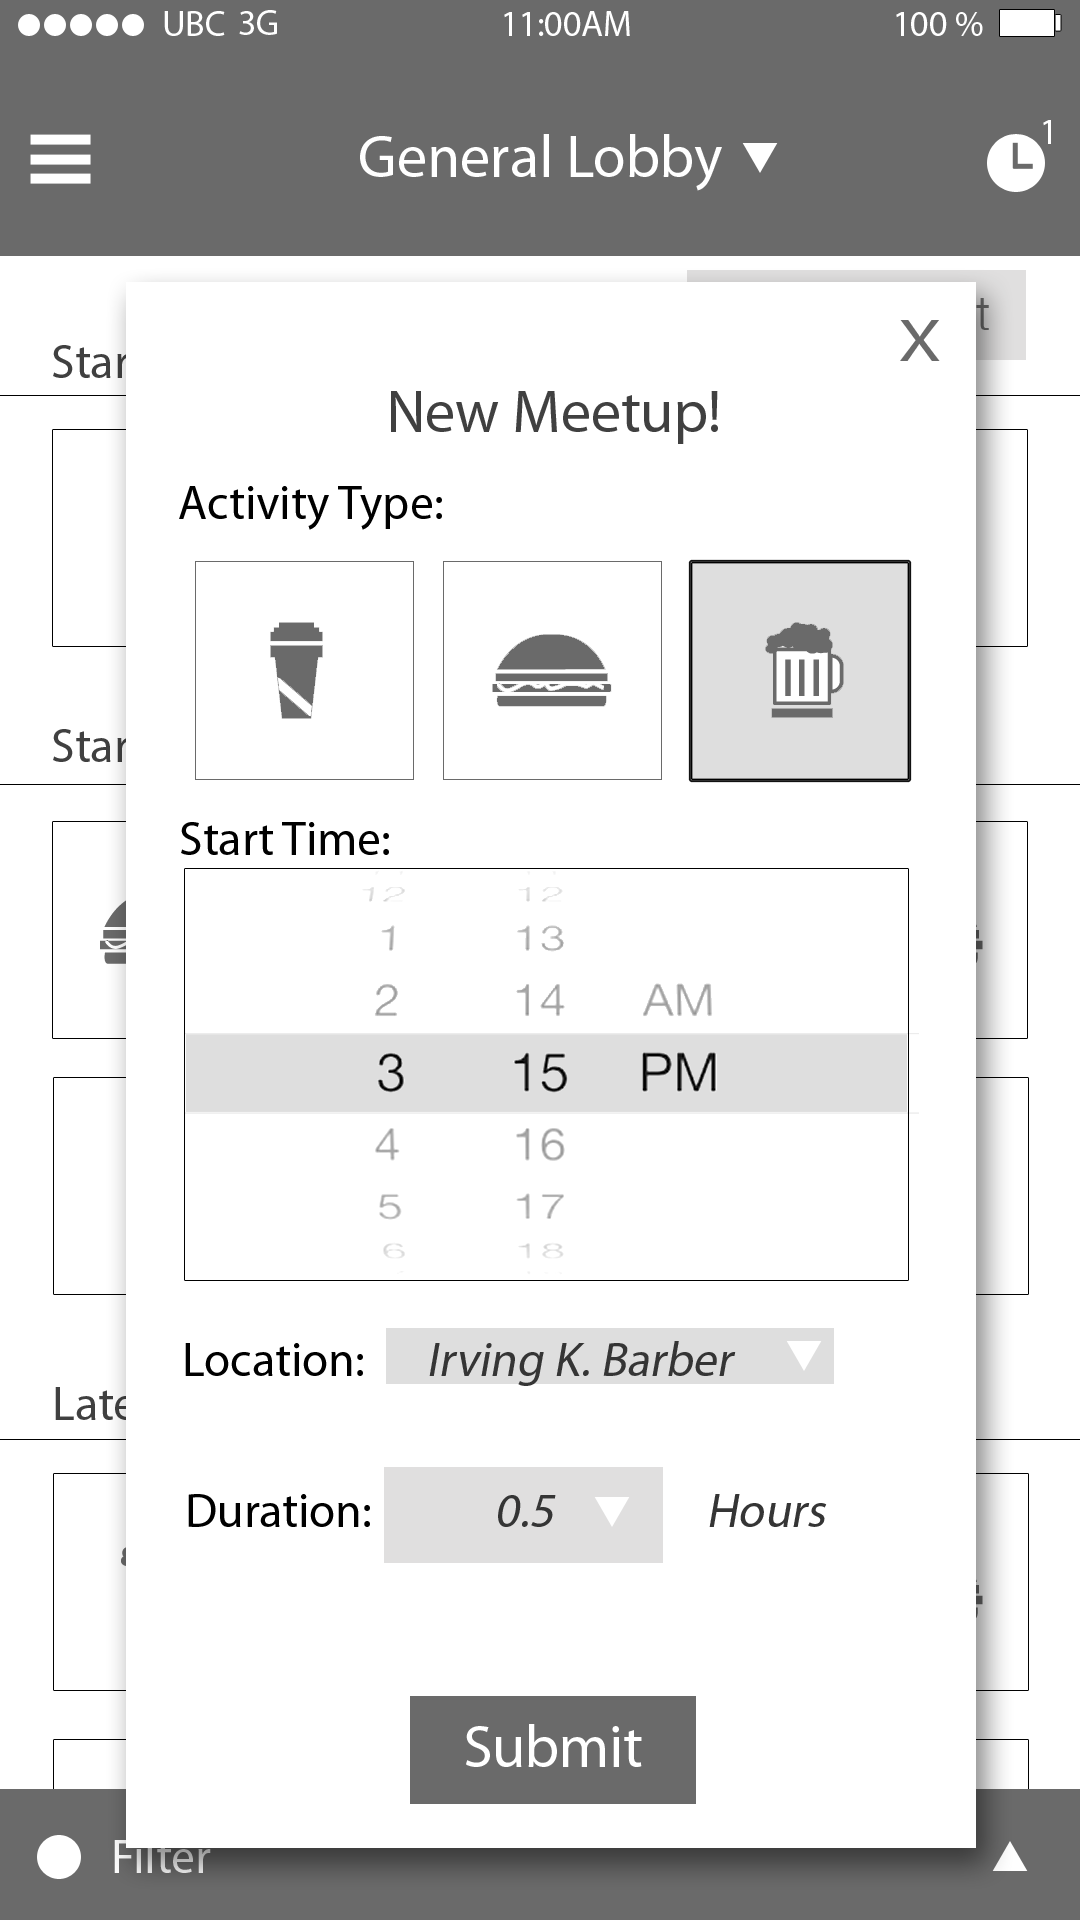 UBC 3G 11:00AM 100 %
General Lobby 1
t
Star
X
New Meetup!
Activity Type:
Star
Start Time:
12 12
1 13
2 14 AM
3 15 PM
4 16
5 17
6 18
Location: Irving K. Barber
Late
Duration: 0.5 Hours
Submit
Filter